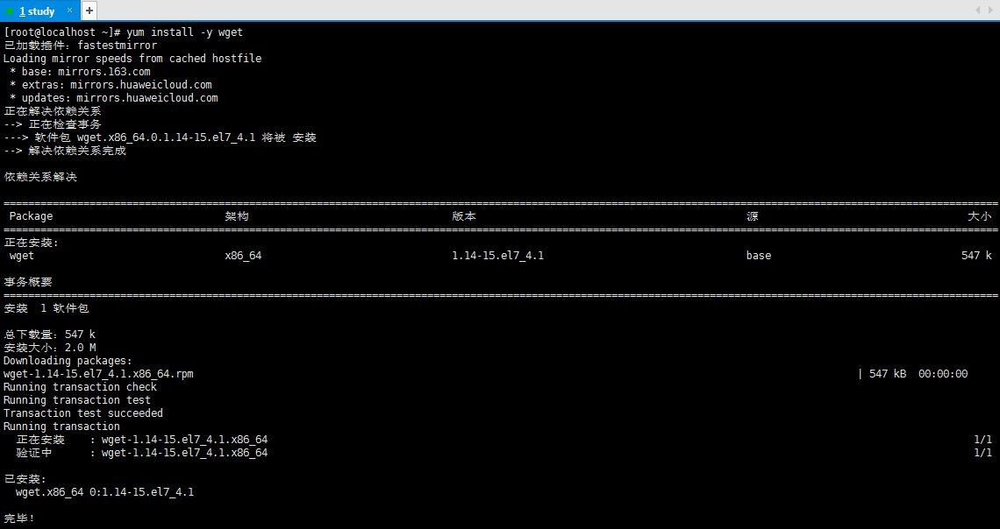 1 study × +
[root@localhost ~]# yum install -y wget
已加载插件：fastestmirror
Loading mirror speeds from cached hostfile
 * base: mirrors.163.com
 * extras: mirrors.huaweicloud.com
 * updates: mirrors.huaweicloud.com
正在解决依赖关系
--> 正在检查事务
---> 软件包 wget.x86_64.0.1.14-15.el7_4.1 将被 安装
--> 解决依赖关系完成
依赖关系解决
================================================================================
 Package 架构 版本 源 大小
================================================================================
正在安装:
 wget x86_64 1.14-15.el7_4.1 base 547 k
事务概要
================================================================================
安装  1 软件包
总下载量：547 k
安装大小：2.0 M
Downloading packages:
wget-1.14-15.el7_4.1.x86_64.rpm | 547 kB  00:00:00
Running transaction check
Running transaction test
Transaction test succeeded
Running transaction
  正在安装    : wget-1.14-15.el7_4.1.x86_64 1/1
  验证中      : wget-1.14-15.el7_4.1.x86_64 1/1
已安装:
  wget.x86_64 0:1.14-15.el7_4.1
完毕！